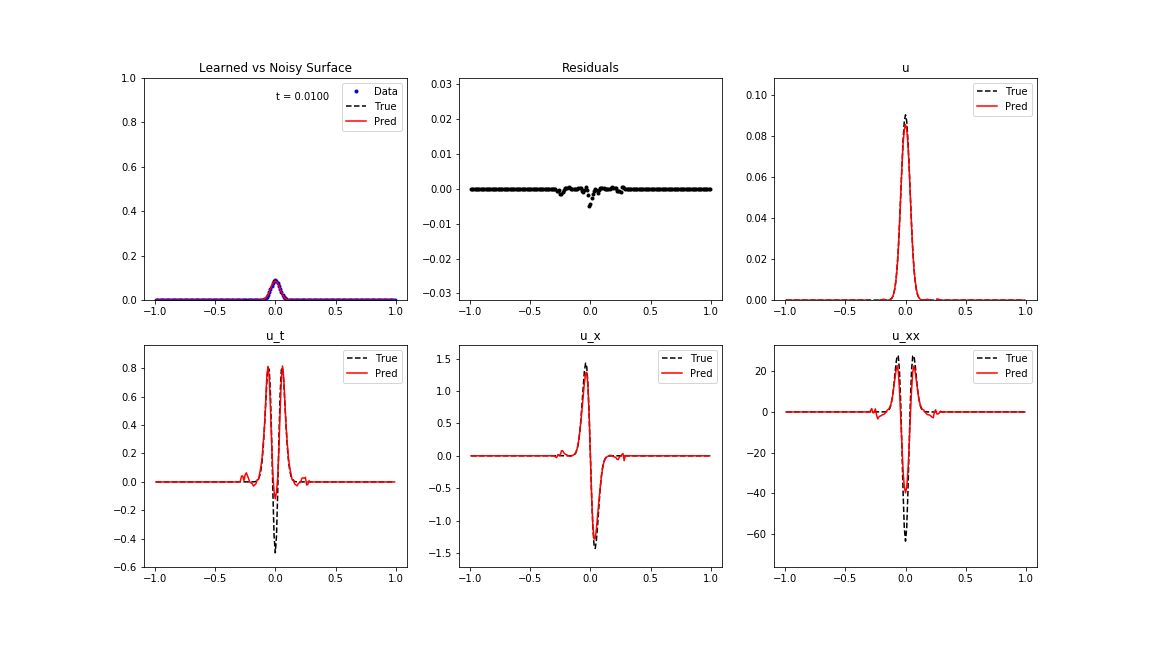 Learned vs Noisy Surface
1.0
0.8
0.6
0.4
0.2
0.0
−1.0 −0.5 0.0 0.5 1.0
t = 0.0100
Data
True
Pred
Residuals
0.03
0.02
0.01
0.00
−0.01
−0.02
−0.03
−1.0 −0.5 0.0 0.5 1.0
u
0.10
0.08
0.06
0.04
0.02
0.00
−1.0 −0.5 0.0 0.5 1.0
True
Pred
u_t
0.8
0.6
0.4
0.2
0.0
−0.2
−0.4
−0.6
−1.0 −0.5 0.0 0.5 1.0
True
Pred
u_x
1.5
1.0
0.5
0.0
−0.5
−1.0
−1.5
−1.0 −0.5 0.0 0.5 1.0
True
Pred
u_xx
20
0
−20
−40
−60
−1.0 −0.5 0.0 0.5 1.0
True
Pred